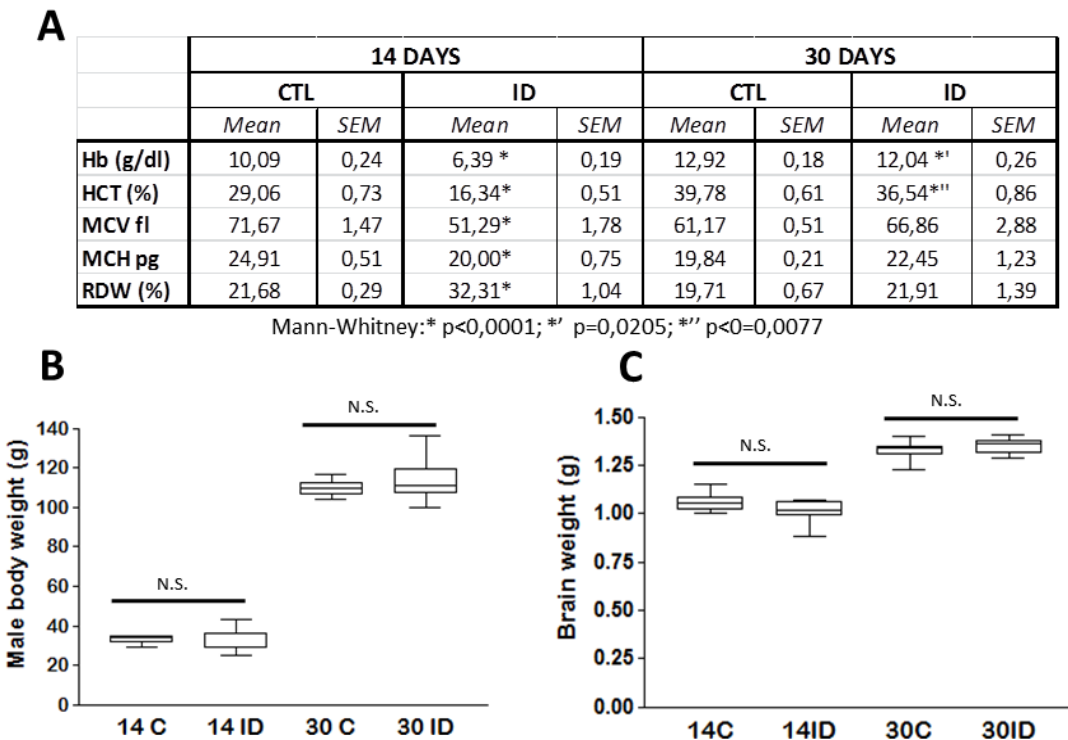 A
14 DAYS 30 DAYS
CTL ID CTL ID
Mean SEM Mean SEM Mean SEM Mean SEM
Hb (g/dl) 10,09 0,24 6,39 * 0,19 12,92 0,18 12,04 *' 0,26
HCT (%) 29,06 0,73 16,34* 0,51 39,78 0,61 36,54*'' 0,86
MCV fl 71,67 1,47 51,29* 1,78 61,17 0,51 66,86 2,88
MCH pg 24,91 0,51 20,00* 0,75 19,84 0,21 22,45 1,23
RDW (%) 21,68 0,29 32,31* 1,04 19,71 0,67 21,91 1,39
Mann-Whitney:* p<0,0001; *' p=0,0205; *'' p<0=0,0077
B
Male body weight (g)
140
120
100
80
60
40
20
0
N.S.
N.S.
14 C 14 ID 30 C 30 ID
C
Brain weight (g)
1.50
1.25
1.00
0.75
0.50
0.25
0.00
N.S.
N.S.
14C 14ID 30C 30ID